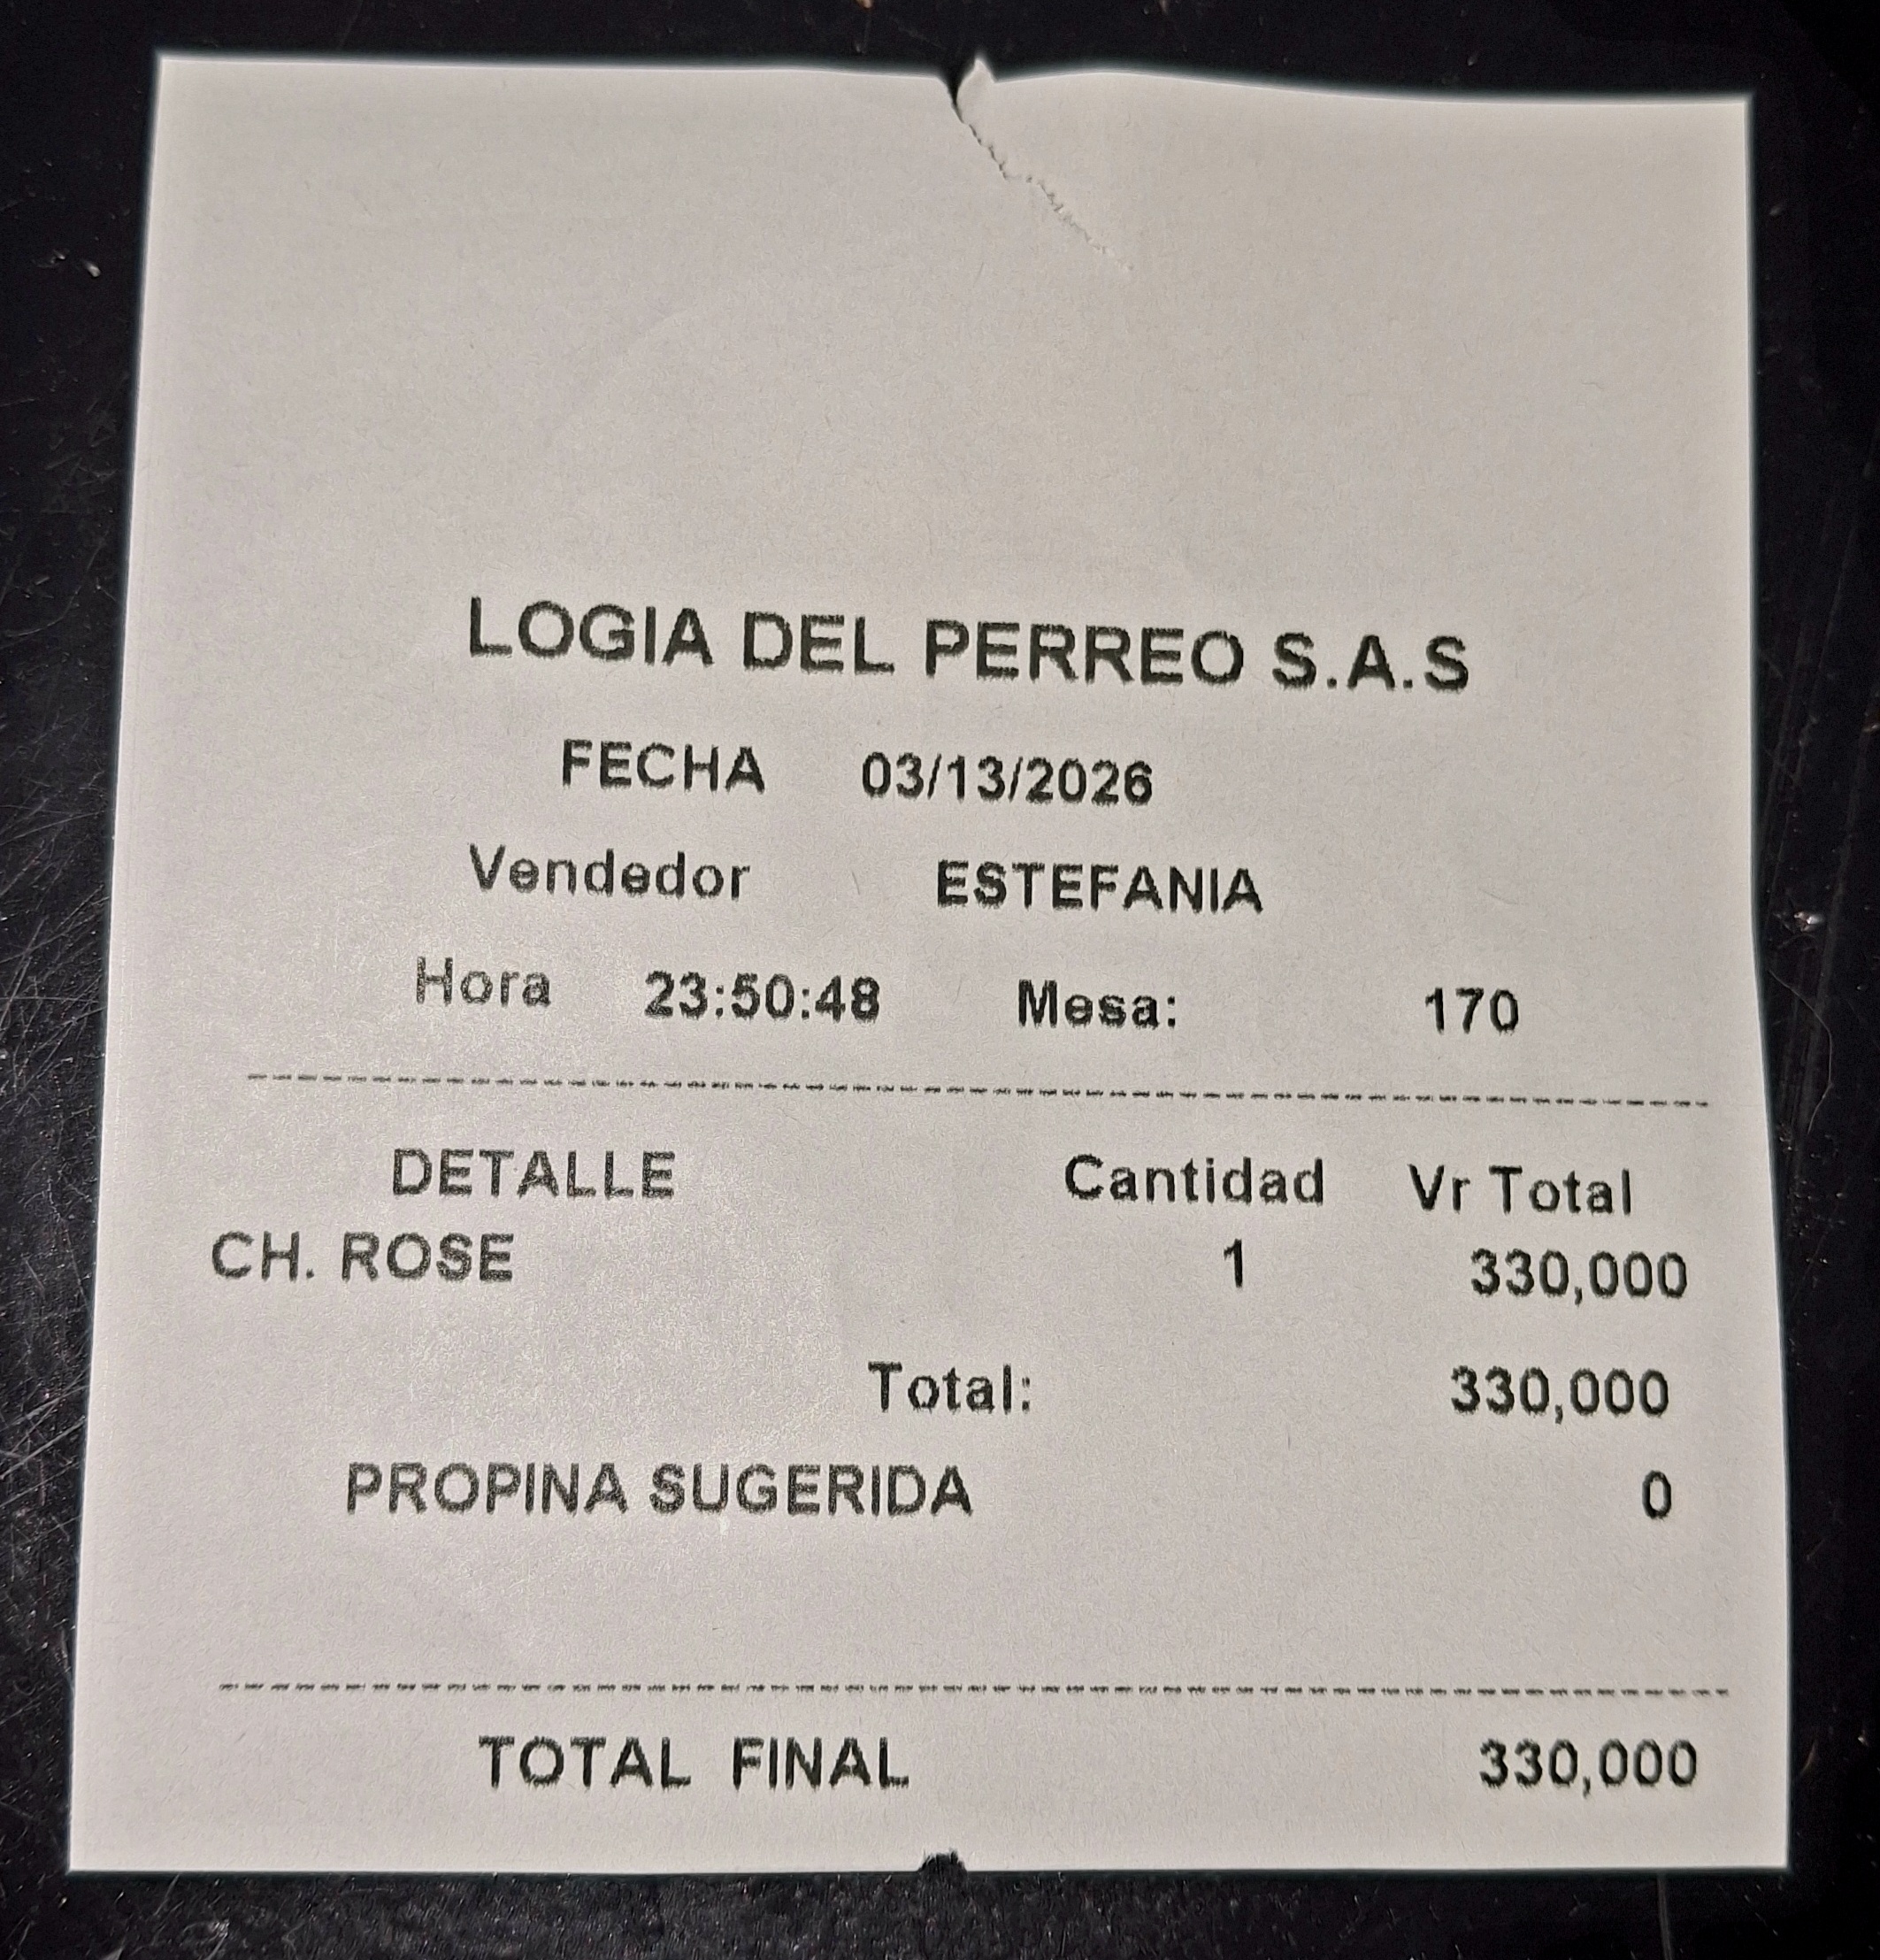 LOGIA DEL PERREO S.A.S
FECHA 03/13/2026
Vendedor ESTEFANIA
Hora 23:50:48 Mesa: 170
DETALLE Cantidad Vr Total
CH. ROSE 1 330,000
Total: 330,000
PROPINA SUGERIDA 0
TOTAL FINAL 330,000